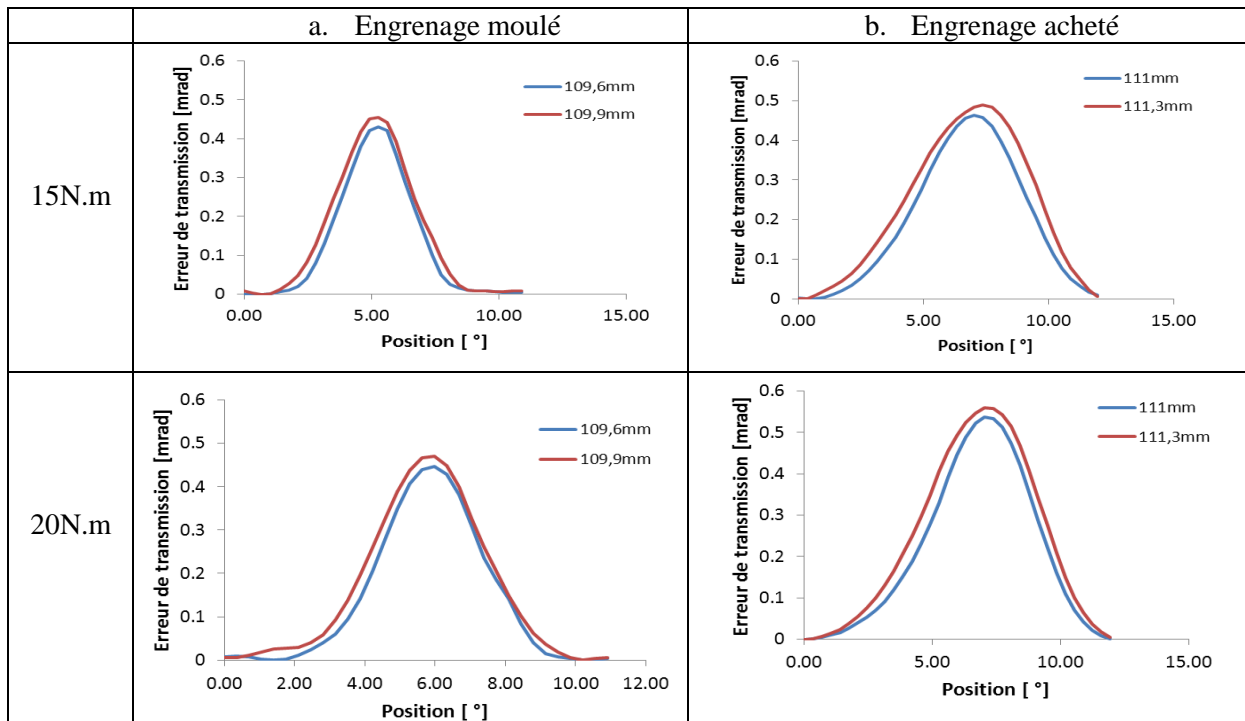 a. Engrenage moulé
b. Engrenage acheté
15N.m
Erreur de transmission [mrad]
0.6
0.5
0.4
0.3
0.2
0.1
0
0.00 5.00 10.00 15.00
Position [ °]
109,6mm
109,9mm
Erreur de transmission [mrad]
0.6
0.5
0.4
0.3
0.2
0.1
0
0.00 5.00 10.00 15.00
Position [ °]
111mm
111,3mm
20N.m
Erreur de transmission [mrad]
0.6
0.5
0.4
0.3
0.2
0.1
0
0.00 2.00 4.00 6.00 8.00 10.00 12.00
Position [ °]
109,6mm
109,9mm
Erreur de transmission [mrad]
0.6
0.5
0.4
0.3
0.2
0.1
0
0.00 5.00 10.00 15.00
Position [ °]
111mm
111,3mm